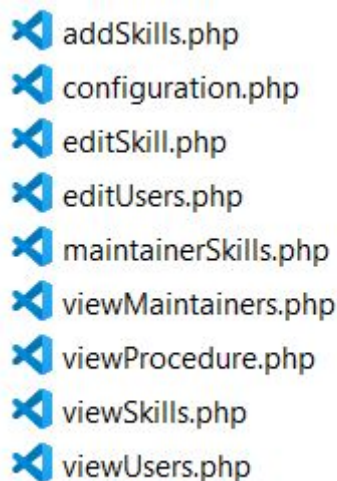 addSkills.php
configuration.php
editSkill.php
editUsers.php
maintainerSkills.php
viewMaintainers.php
viewProcedure.php
viewSkills.php
viewUsers.php